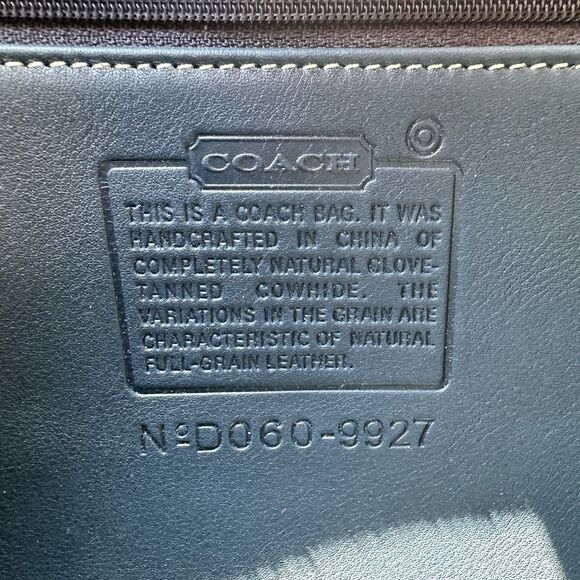 COACH
THIS IS A COACH BAG. IT WAS
HANDCRAFTED IN CHINA OF
COMPLETELY NATURAL GLOVE-
TANNED COWHIDE. THE
VARIATIONS IN THE GRAIN ARE
CHARACTERISTIC OF NATURAL
FULL-GRAIN LEATHER.
NºD060-9927